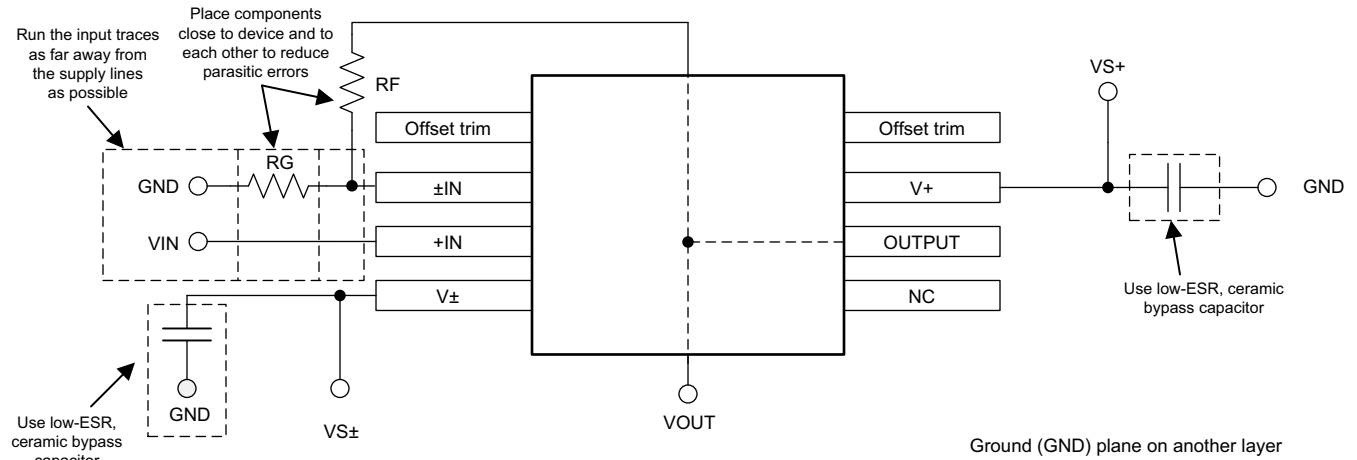 Place components
close to device and to
each other to reduce
parasitic errors
Run the input traces
as far away from
the supply lines
as possible
RF
VS+
Offset trim
Offset trim
RG
GND
±IN
V+
GND
VIN
+IN
OUTPUT
V±
NC
Use low-ESR, ceramic
bypass capacitor
GND
VS±
VOUT
Use low-ESR,
ceramic bypass
capacitor
Ground (GND) plane on another layer